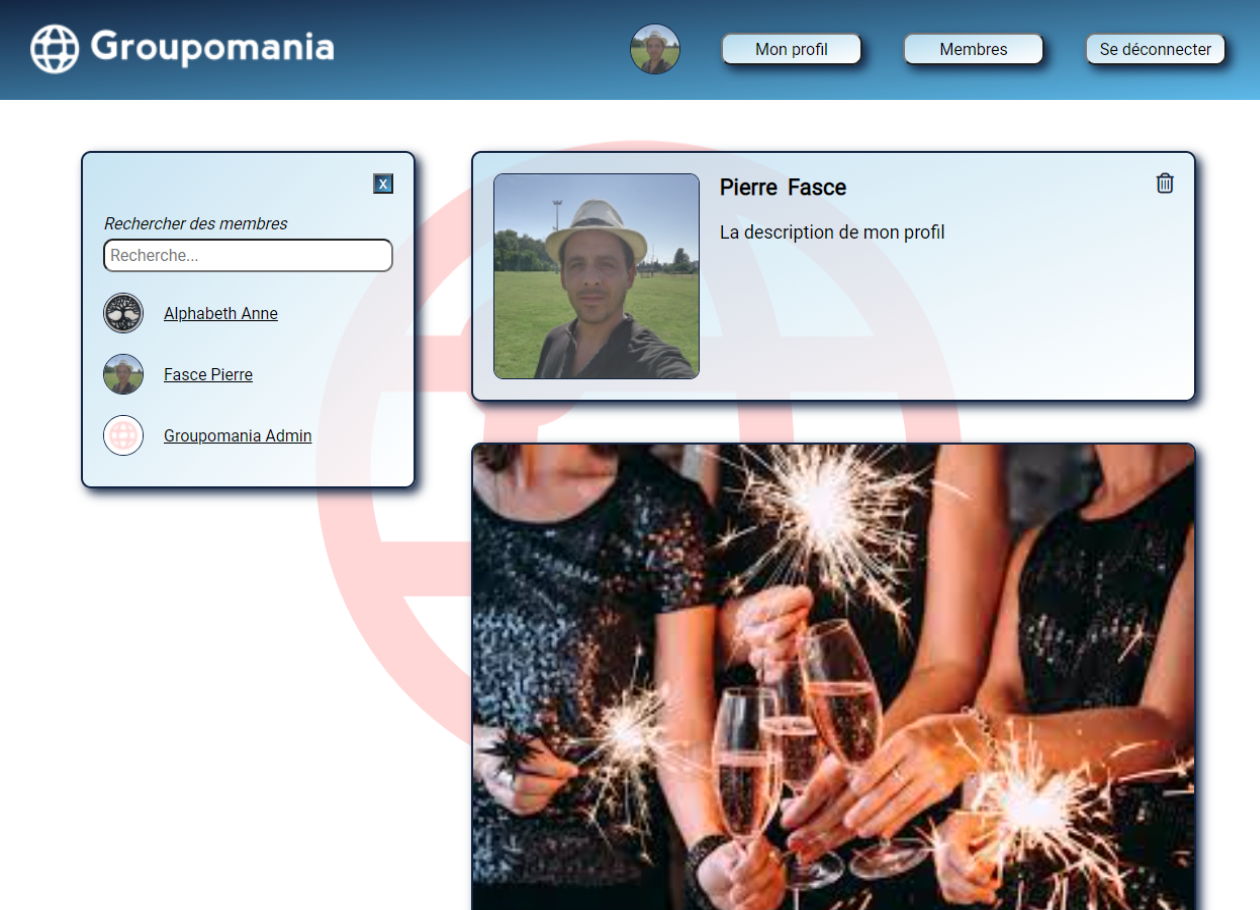 Groupomania
Mon profil
Membres
Se déconnecter
X
Rechercher des membres
Recherche...
Alphabeth Anne
Fasce Pierre
Groupomania Admin
Pierre Fasce
La description de mon profil